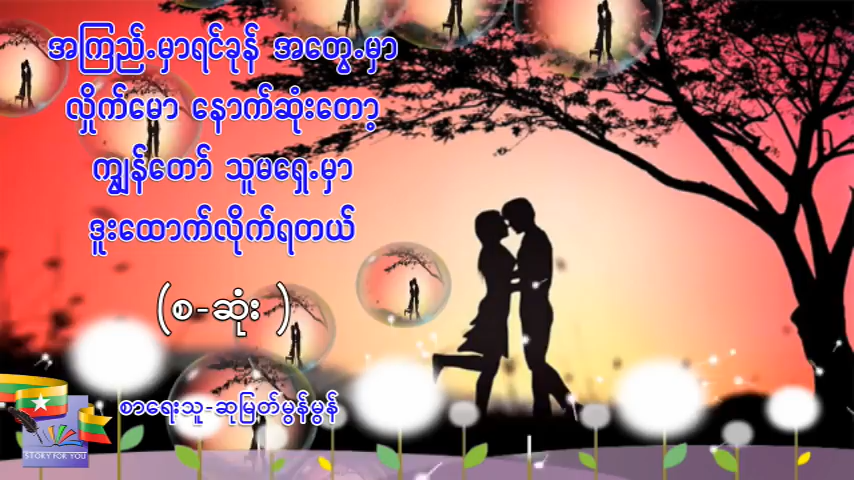 အကြည့်မှာရင်ခုန် အတွေ့မှာ
လှိုက်မော နောက်ဆုံးတော့
ကျွန်တော် သူမရှေ့မှာ
ဒူးထောက်လိုက်ရတယ်
(စ-ဆုံး )
စာရေးသူ-ဆုမြတ်မွန်မွန်
STORY FOR YOU